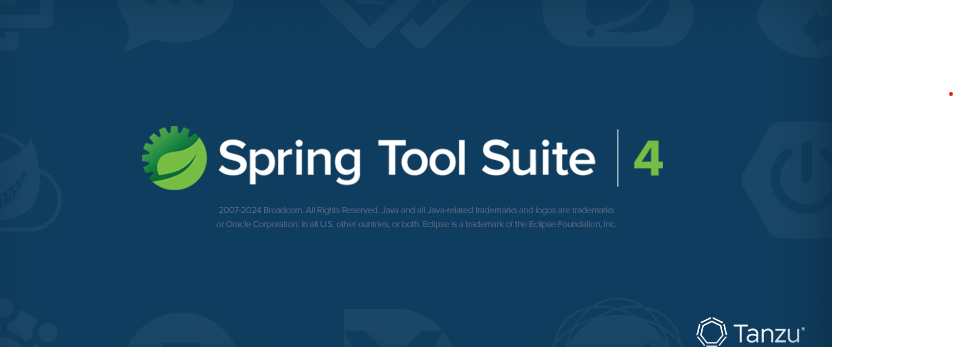 Spring Tool Suite 4
2007-2024 Broadcom. All Rights Reserved. Java and all Java-related trademarks and logos are trademarks
or Oracle Corporation. In all U.S. other ountries, or both. Eclipse is a trademark of the Eclipse Foundation, Inc.
Tanzu